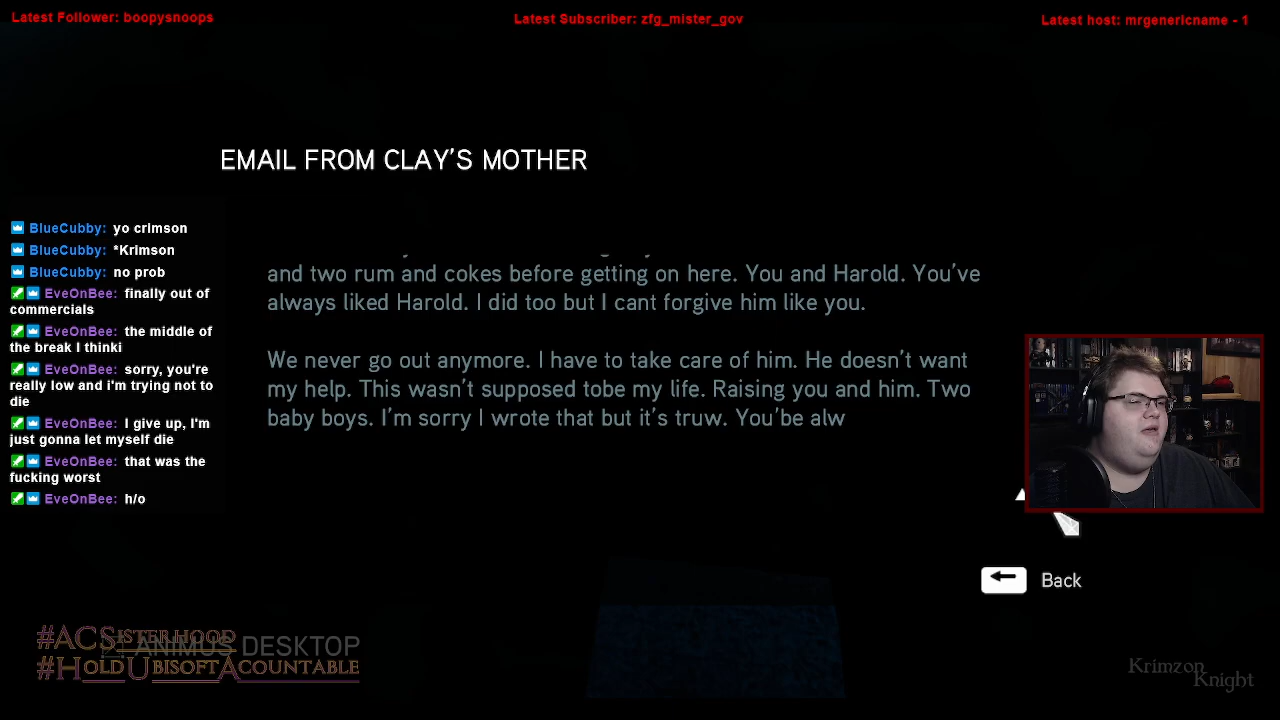 Latest Follower: boopysnoops
Latest Subscriber: zfg_mister_gov
Latest host: mrgenericname - 1
EMAIL FROM CLAY'S MOTHER
BlueCubby: yo crimson
BlueCubby: *Krimson
BlueCubby: no prob
EveOnBee: finally out of
commercials
EveOnBee: the middle of
the break I thinki
EveOnBee: sorry, you're
really low and i'm trying not to
die
EveOnBee: I give up, I'm
just gonna let myself die
EveOnBee: that was the
fucking worst
EveOnBee: h/o
and two rum and cokes before getting on here. You and Harold. You've
always liked Harold. I did too but I cant forgive him like you.
We never go out anymore. I have to take care of him. He doesn't want
my help. This wasn't supposed tobe my life. Raising you and him. Two
baby boys. I'm sorry I wrote that but it's truw. You'be alw
Back
#ACSisterhood
ANIMUS DESKTOP
#HoldUbisoftAcountable
Krimzon
Knight